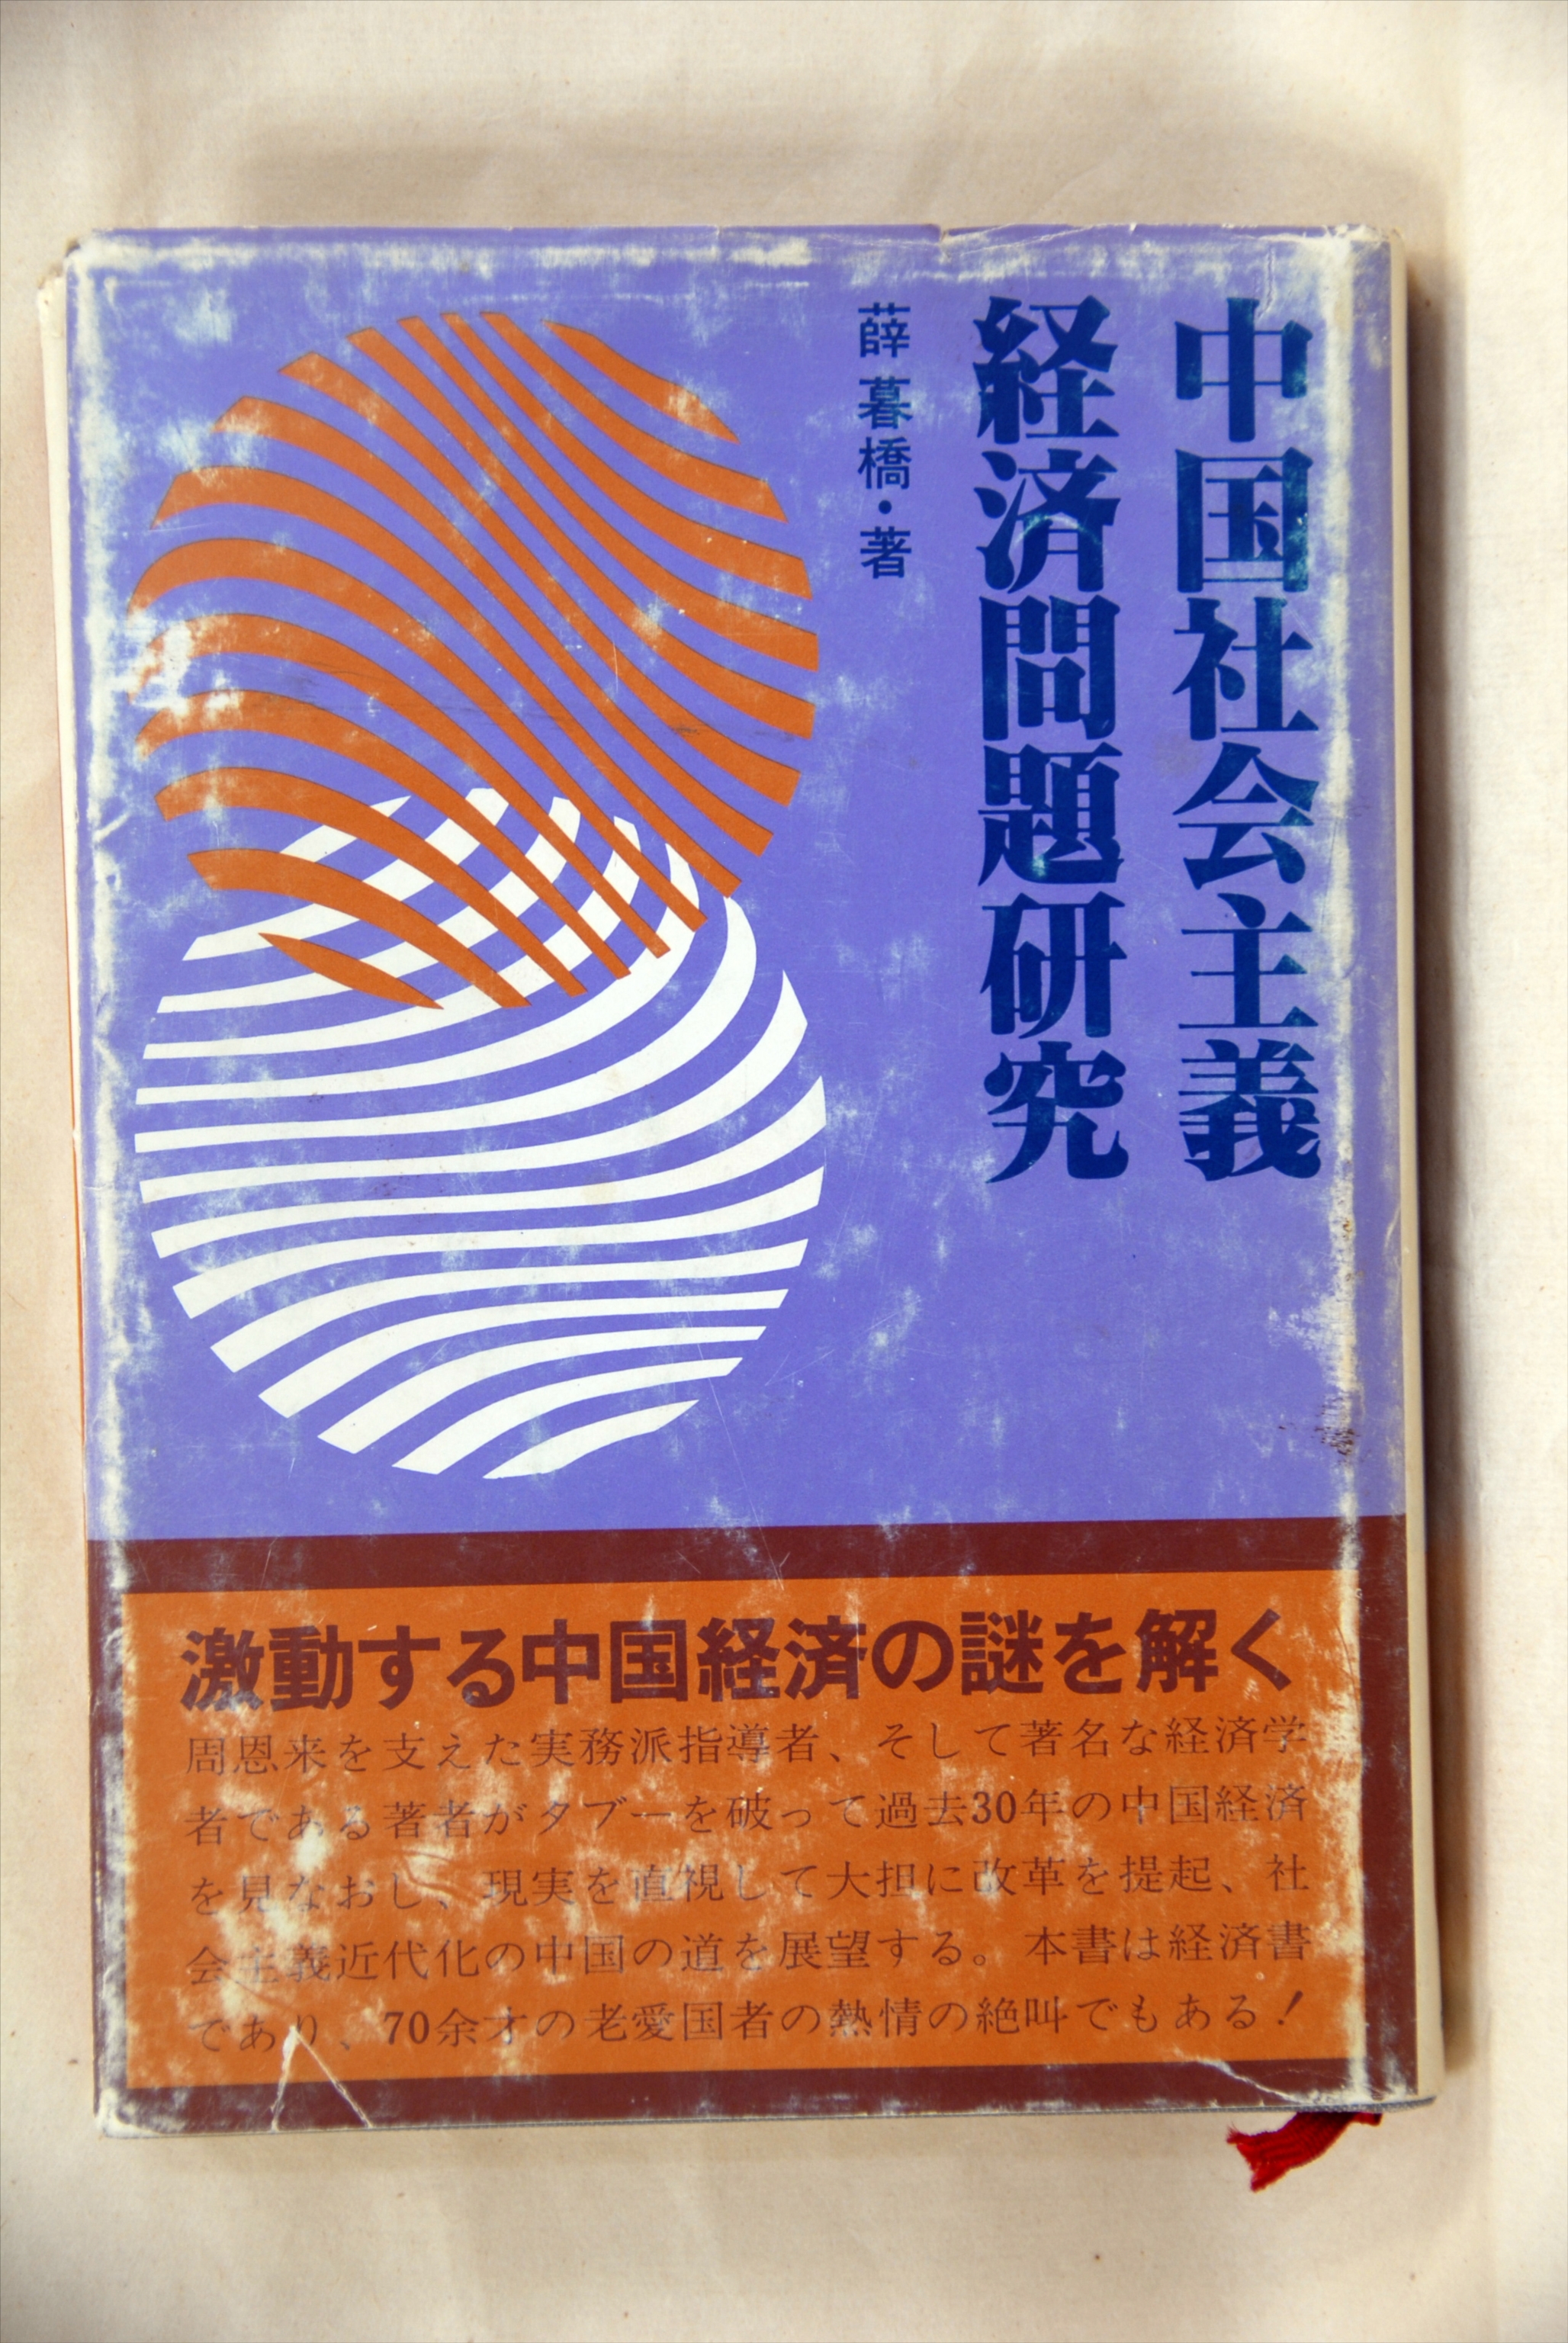 中国社会主義
経済問題研究
薛暮橋・著
激動する中国経済の謎を解く
周恩来を支えた実務派指導者、そして著名な経済学
者である著者がタブーを破って過去30年の中国経済
を見なおし、現実を直視して大担に改革を提起、社
会主義近代化の中国の道を展望する。本書は経済書
であり、70余才の老愛国者の熱情の絶叫でもある!